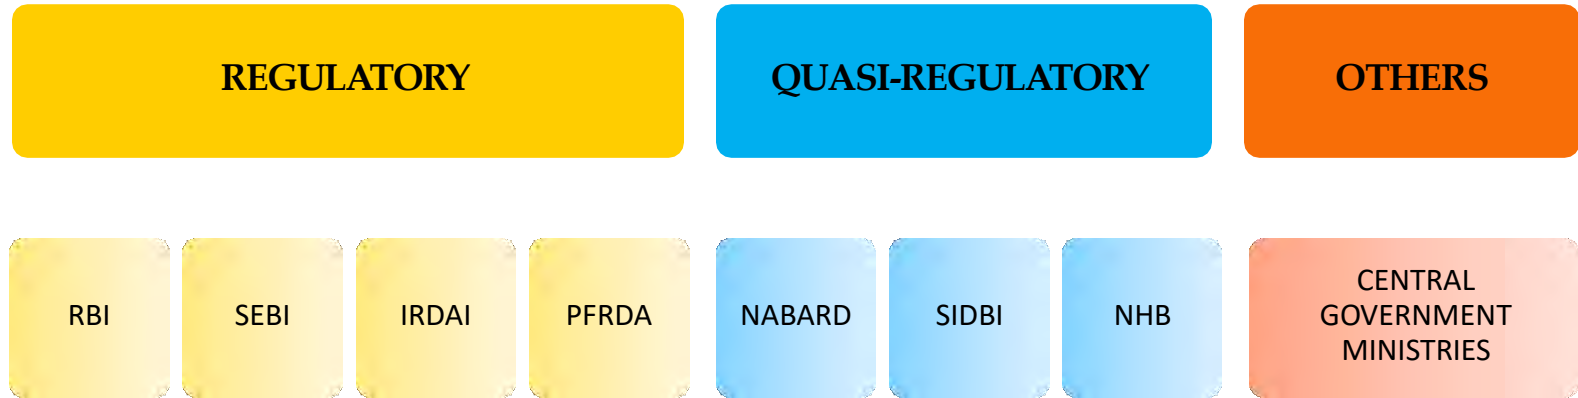 REGULATORY
QUASI-REGULATORY
OTHERS
RBI
SEBI
IRDAI
PFRDA
NABARD
SIDBI
NHB
CENTRAL
GOVERNMENT
MINISTRIES